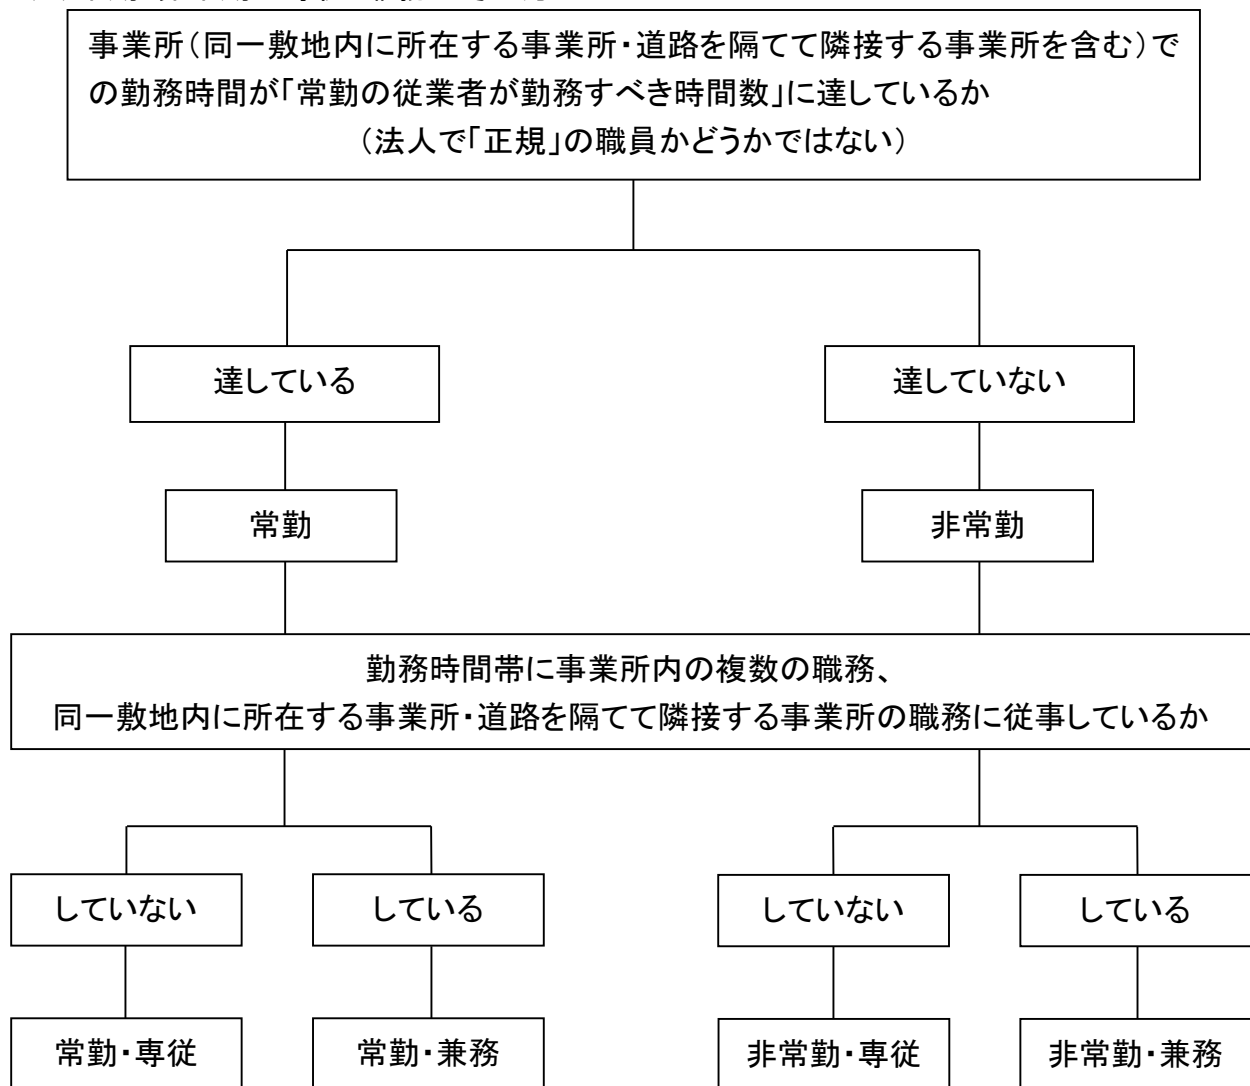 事業所(同一敷地内に所在する事業所・道路を隔てて隣接する事業所を含む)で
の勤務時間が「常勤の従業者が勤務すべき時間数」に達しているか
(法人で「正規」の職員かどうかではない)
達している
達していない
常勤
非常勤
勤務時間帯に事業所内の複数の職務、
同一敷地内に所在する事業所・道路を隔てて隣接する事業所の職務に従事しているか
していない
している
していない
している
常勤・専従
常勤・兼務
非常勤・専従
非常勤・兼務